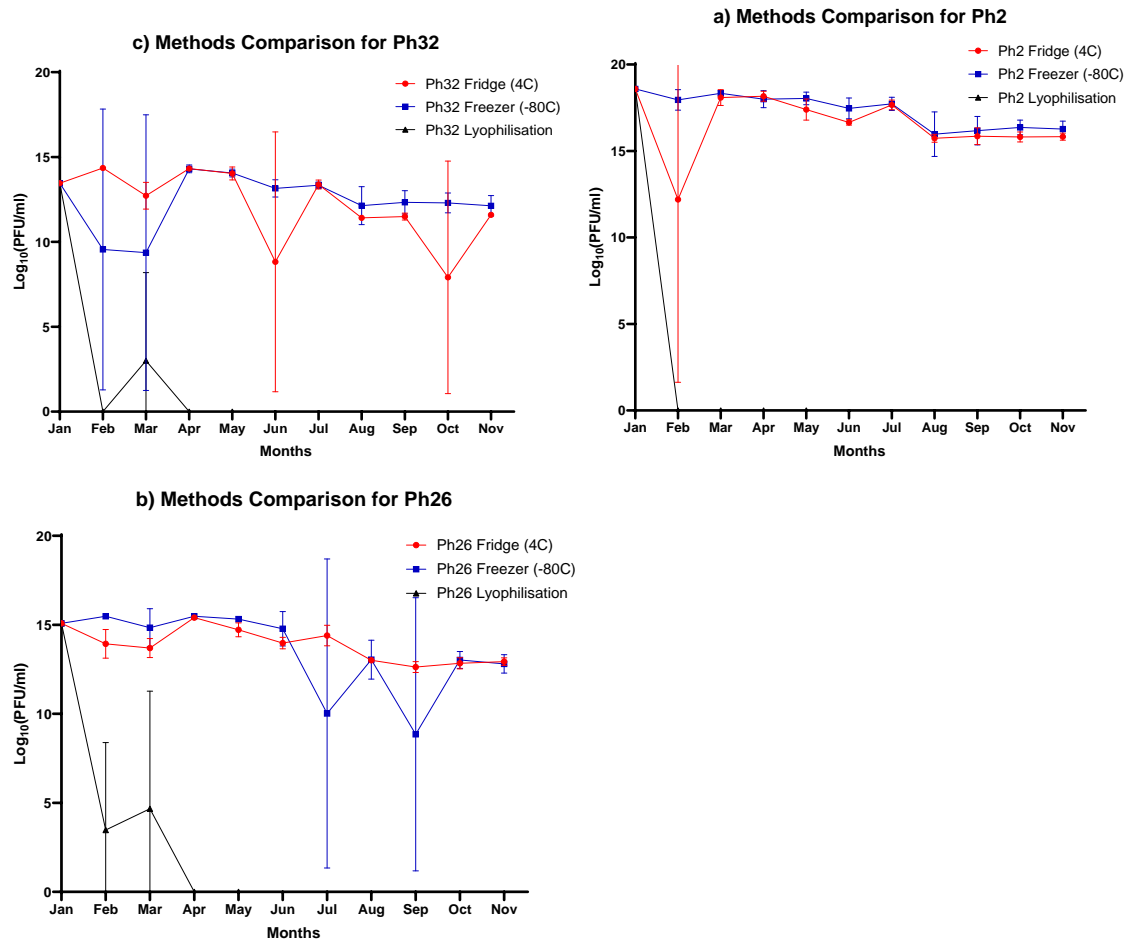 c) Methods Comparison for Ph32
Ph32 Fridge (4C)
Ph32 Freezer (-80C)
Ph32 Lyophilisation
Log₁₀(PFU/ml)
20
15
10
5
0
Jan Feb Mar Apr May Jun Jul Aug Sep Oct Nov
Months
a) Methods Comparison for Ph2
Ph2 Fridge (4C)
Ph2 Freezer (-80C)
Ph2 Lyophilisation
Log₁₀(PFU/ml)
20
15
10
5
0
Jan Feb Mar Apr May Jun Jul Aug Sep Oct Nov
Months
b) Methods Comparison for Ph26
Ph26 Fridge (4C)
Ph26 Freezer (-80C)
Ph26 Lyophilisation
Log₁₀(PFU/ml)
20
15
10
5
0
Jan Feb Mar Apr May Jun Jul Aug Sep Oct Nov
Months